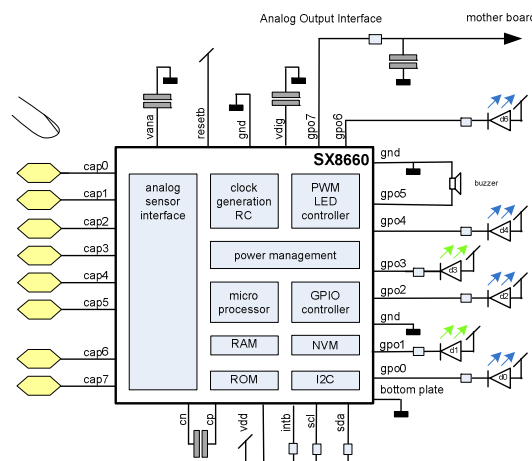 Analog Output Interface
mother board
vana
resetb
gnd
vdig
gpo7
gpo6
d6
SX8660
gnd
buzzer
gpo5
gpo4
d4
gpo3
d3
gpo2
d2
gnd
gpo1
d1
gpo0
d0
bottom plate
cap0
cap1
cap2
cap3
cap4
cap5
cap6
cap7
analog
sensor
interface
clock
generation
RC
PWM
LED
controller
power management
micro
processor
GPIO
controller
RAM
NVM
ROM
I2C
cn
cp
vdd
intb
scl
sda